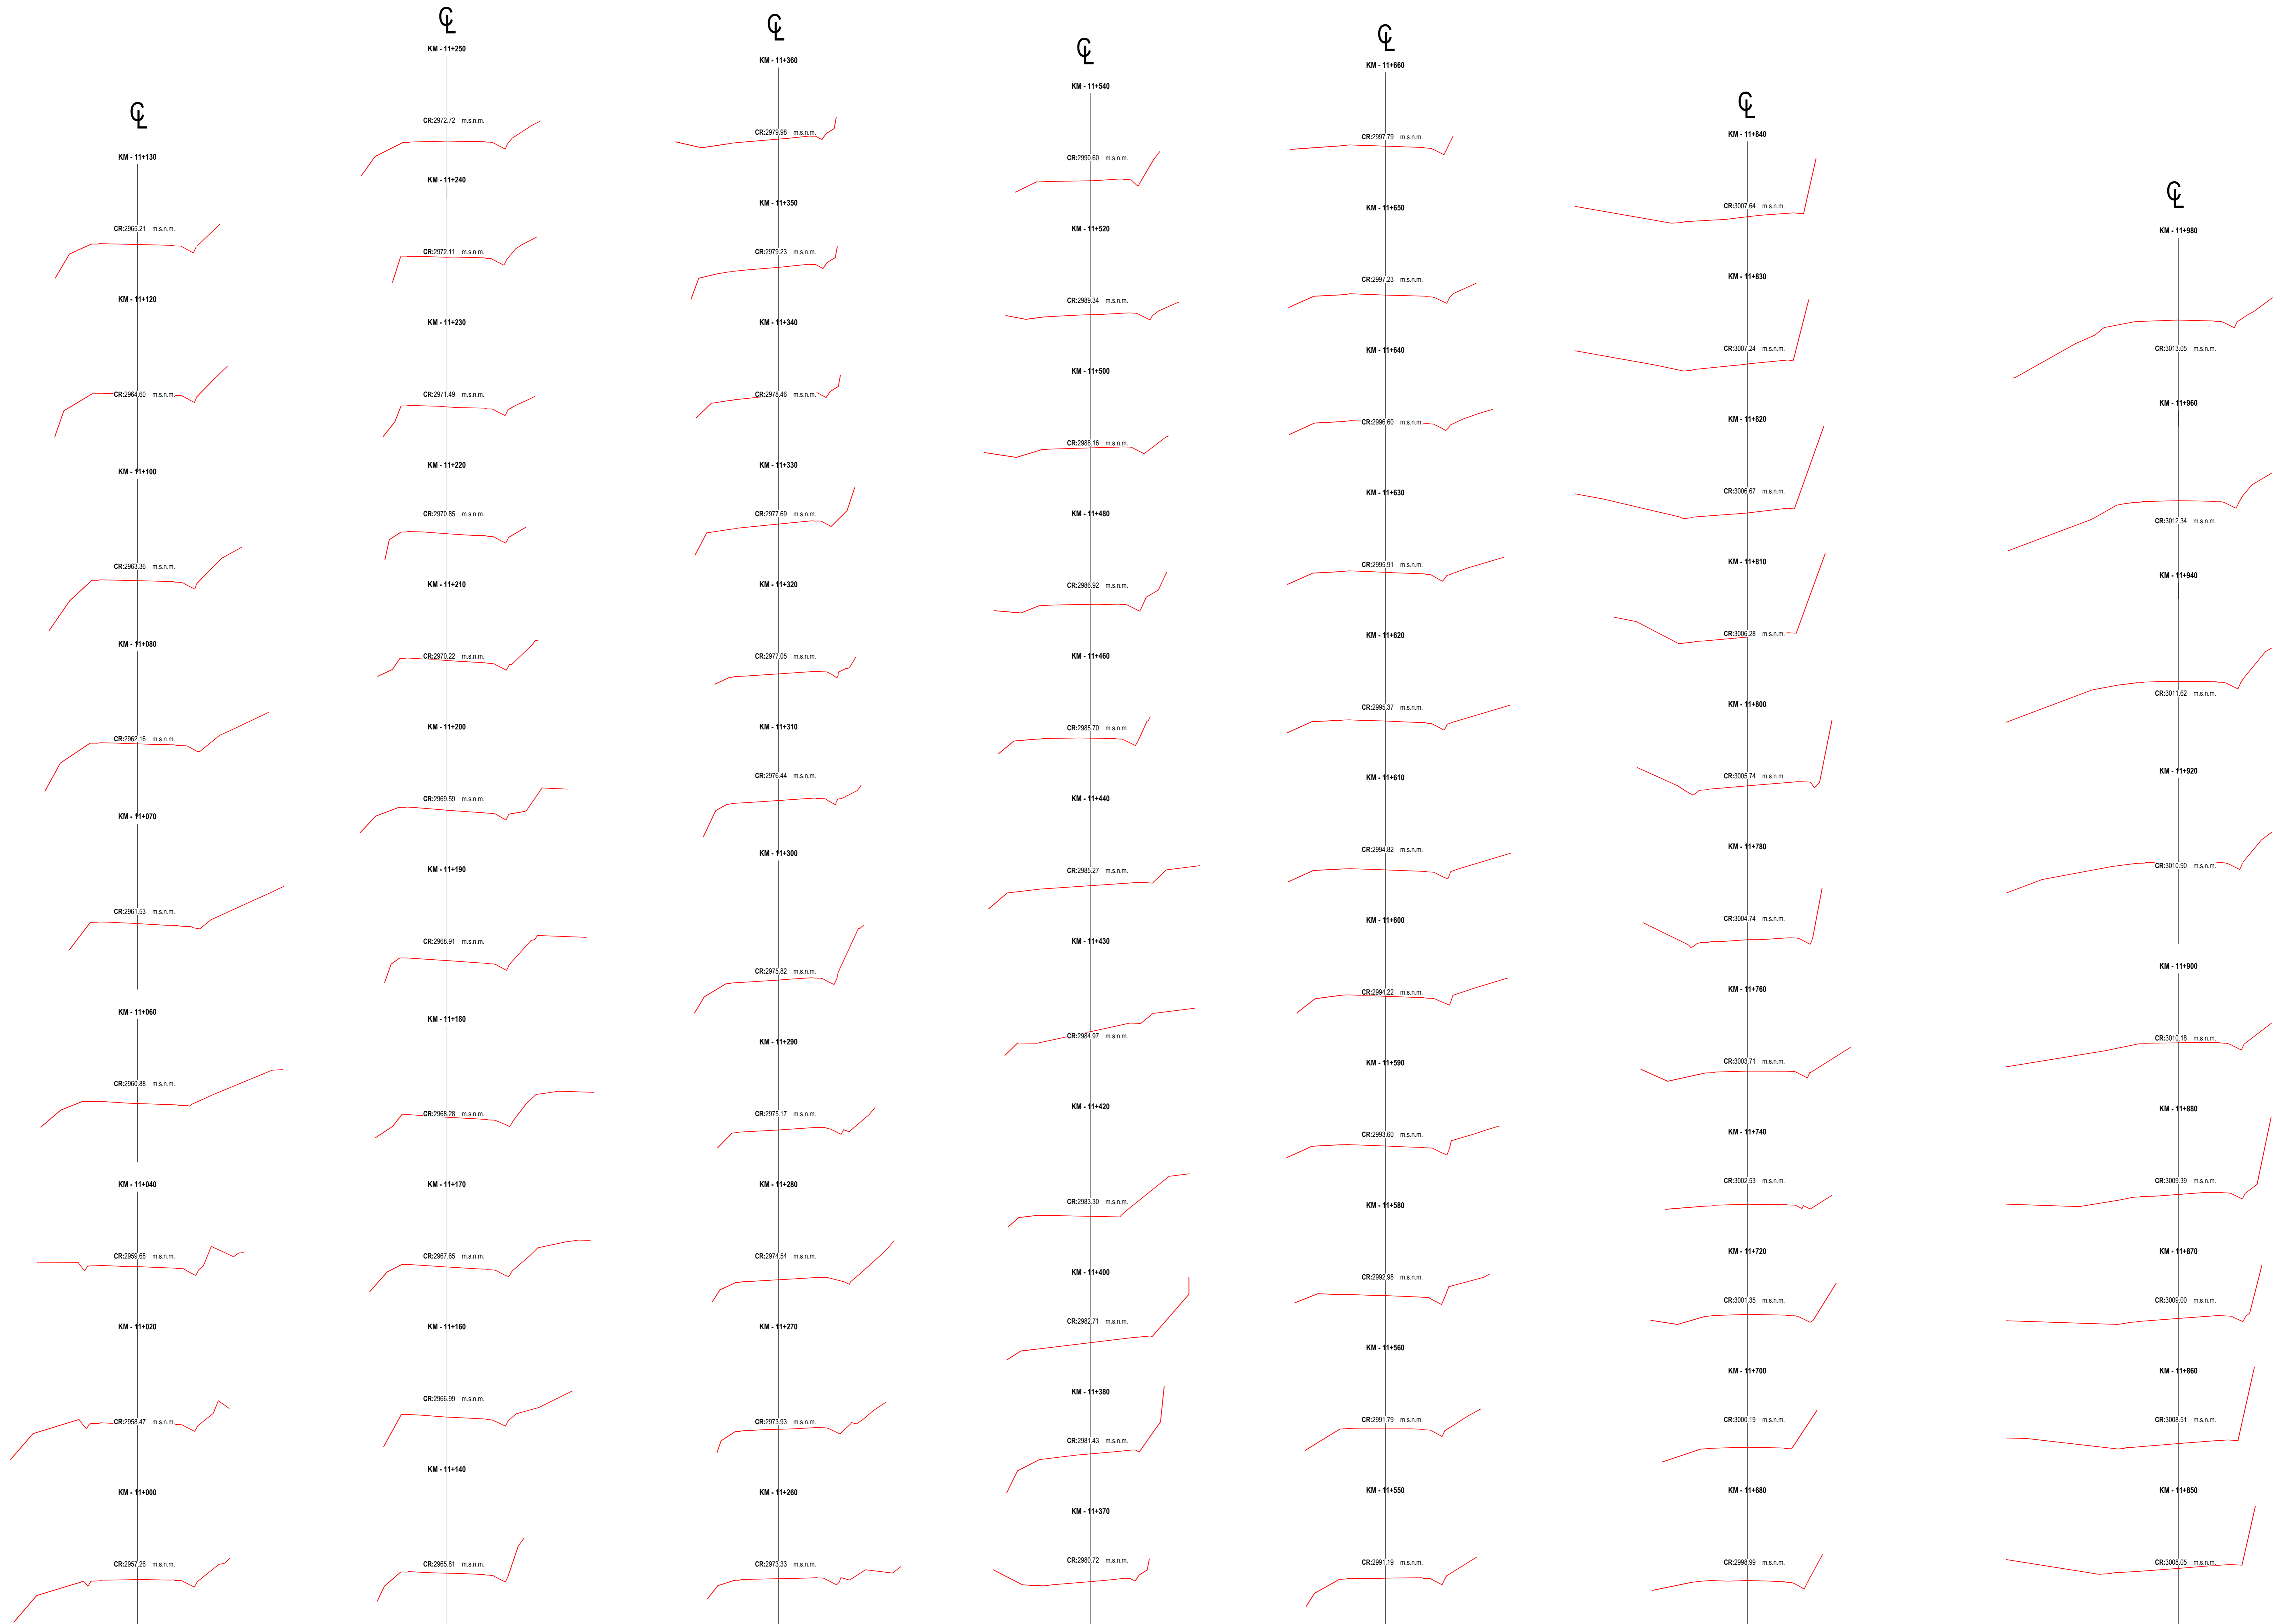 ℄
KM - 11+130
CR:2965.21 m.s.n.m.
KM - 11+120
CR:2964.60 m.s.n.m.
KM - 11+100
CR:2963.36 m.s.n.m.
KM - 11+080
CR:2962.16 m.s.n.m.
KM - 11+070
CR:2961.53 m.s.n.m.
KM - 11+060
CR:2960.88 m.s.n.m.
KM - 11+040
CR:2959.68 m.s.n.m.
KM - 11+020
CR:2958.47 m.s.n.m.
KM - 11+000
CR:2957.26 m.s.n.m.
℄
KM - 11+250
CR:2972.72 m.s.n.m.
KM - 11+240
CR:2972.11 m.s.n.m.
KM - 11+230
CR:2971.49 m.s.n.m.
KM - 11+220
CR:2970.85 m.s.n.m.
KM - 11+210
CR:2970.22 m.s.n.m.
KM - 11+200
CR:2969.59 m.s.n.m.
KM - 11+190
CR:2968.91 m.s.n.m.
KM - 11+180
CR:2968.28 m.s.n.m.
KM - 11+170
CR:2967.65 m.s.n.m.
KM - 11+160
CR:2966.99 m.s.n.m.
KM - 11+140
CR:2965.81 m.s.n.m.
℄
KM - 11+360
CR:2979.98 m.s.n.m.
KM - 11+350
CR:2979.23 m.s.n.m.
KM - 11+340
CR:2978.46 m.s.n.m.
KM - 11+330
CR:2977.69 m.s.n.m.
KM - 11+320
CR:2977.05 m.s.n.m.
KM - 11+310
CR:2976.44 m.s.n.m.
KM - 11+300
CR:2975.82 m.s.n.m.
KM - 11+290
CR:2975.17 m.s.n.m.
KM - 11+280
CR:2974.54 m.s.n.m.
KM - 11+270
CR:2973.93 m.s.n.m.
KM - 11+260
CR:2973.33 m.s.n.m.
℄
KM - 11+540
CR:2990.60 m.s.n.m.
KM - 11+520
CR:2989.34 m.s.n.m.
KM - 11+500
CR:2988.16 m.s.n.m.
KM - 11+480
CR:2986.92 m.s.n.m.
KM - 11+460
CR:2985.70 m.s.n.m.
KM - 11+440
CR:2985.27 m.s.n.m.
KM - 11+430
CR:2984.97 m.s.n.m.
KM - 11+420
CR:2983.30 m.s.n.m.
KM - 11+400
CR:2982.71 m.s.n.m.
KM - 11+380
CR:2981.43 m.s.n.m.
KM - 11+370
CR:2980.72 m.s.n.m.
℄
KM - 11+660
CR:2997.79 m.s.n.m.
KM - 11+650
CR:2997.23 m.s.n.m.
KM - 11+640
CR:2996.60 m.s.n.m.
KM - 11+630
CR:2995.91 m.s.n.m.
KM - 11+620
CR:2995.37 m.s.n.m.
KM - 11+610
CR:2994.82 m.s.n.m.
KM - 11+600
CR:2994.22 m.s.n.m.
KM - 11+590
CR:2993.60 m.s.n.m.
KM - 11+580
CR:2992.98 m.s.n.m.
KM - 11+560
CR:2991.79 m.s.n.m.
KM - 11+550
CR:2991.19 m.s.n.m.
℄
KM - 11+840
CR:3007.64 m.s.n.m.
KM - 11+830
CR:3007.24 m.s.n.m.
KM - 11+820
CR:3006.67 m.s.n.m.
KM - 11+810
CR:3006.28 m.s.n.m.
KM - 11+800
CR:3005.74 m.s.n.m.
KM - 11+780
CR:3004.74 m.s.n.m.
KM - 11+760
CR:3003.71 m.s.n.m.
KM - 11+740
CR:3002.53 m.s.n.m.
KM - 11+720
CR:3001.35 m.s.n.m.
KM - 11+700
CR:3000.19 m.s.n.m.
KM - 11+680
CR:2998.99 m.s.n.m.
℄
KM - 11+980
CR:3013.05 m.s.n.m.
KM - 11+960
CR:3012.34 m.s.n.m.
KM - 11+940
CR:3011.62 m.s.n.m.
KM - 11+920
CR:3010.90 m.s.n.m.
KM - 11+900
CR:3010.18 m.s.n.m.
KM - 11+880
CR:3009.39 m.s.n.m.
KM - 11+870
CR:3009.00 m.s.n.m.
KM - 11+860
CR:3008.51 m.s.n.m.
KM - 11+850
CR:3008.05 m.s.n.m.